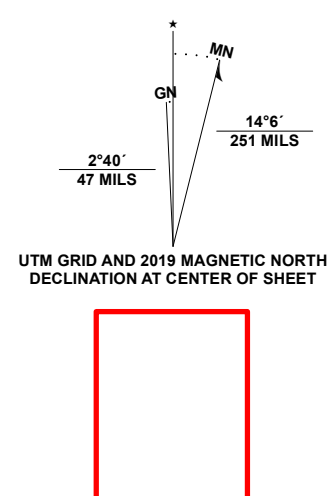 ★
MN
GN
14°6´
251 MILS
2°40´
47 MILS
UTM GRID AND 2019 MAGNETIC NORTH
DECLINATION AT CENTER OF SHEET